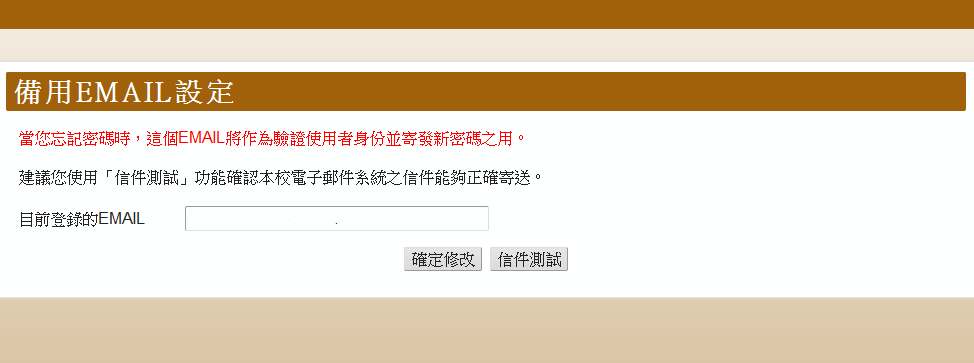 備用EMAIL設定
當您忘記密碼時，這個EMAIL將作為驗證使用者身份並寄發新密碼之用。
建議您使用「信件測試」功能確認本校電子郵件系統之信件能夠正確寄送。
目前登錄的EMAIL
確定修改 信件測試